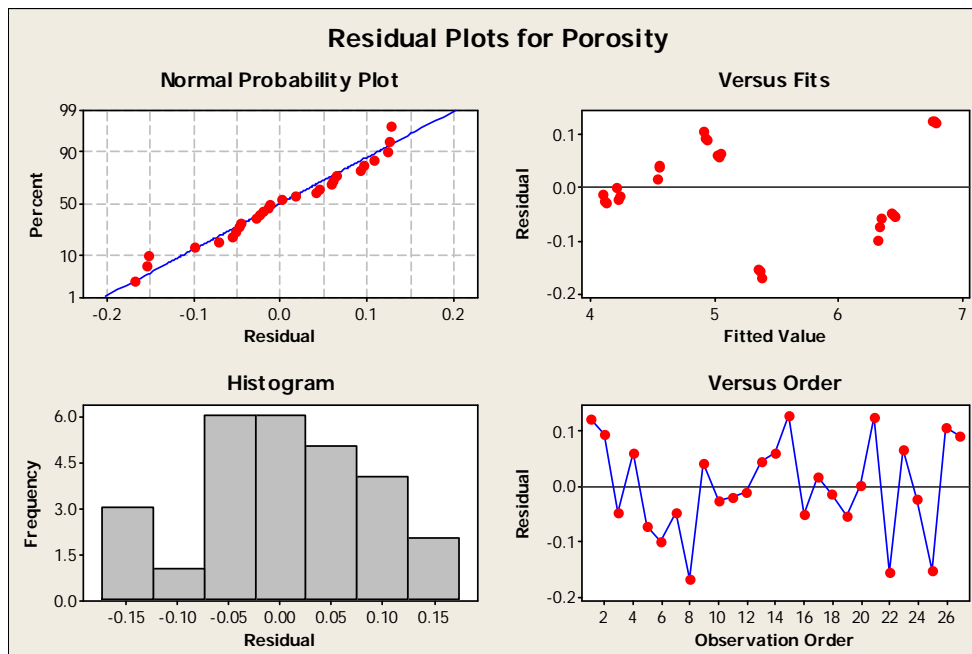 Residual Plots for Porosity
Normal Probability Plot
99
90
50
10
1
Percent
-0.2 -0.1 0.0 0.1 0.2
Residual
Versus Fits
0.1
0.0
-0.1
-0.2
Residual
4 5 6 7
Fitted Value
Histogram
6.0
4.5
3.0
1.5
0.0
Frequency
-0.15 -0.10 -0.05 0.00 0.05 0.10 0.15
Residual
Versus Order
0.1
0.0
-0.1
-0.2
Residual
2 4 6 8 10 12 14 16 18 20 22 24 26
Observation Order